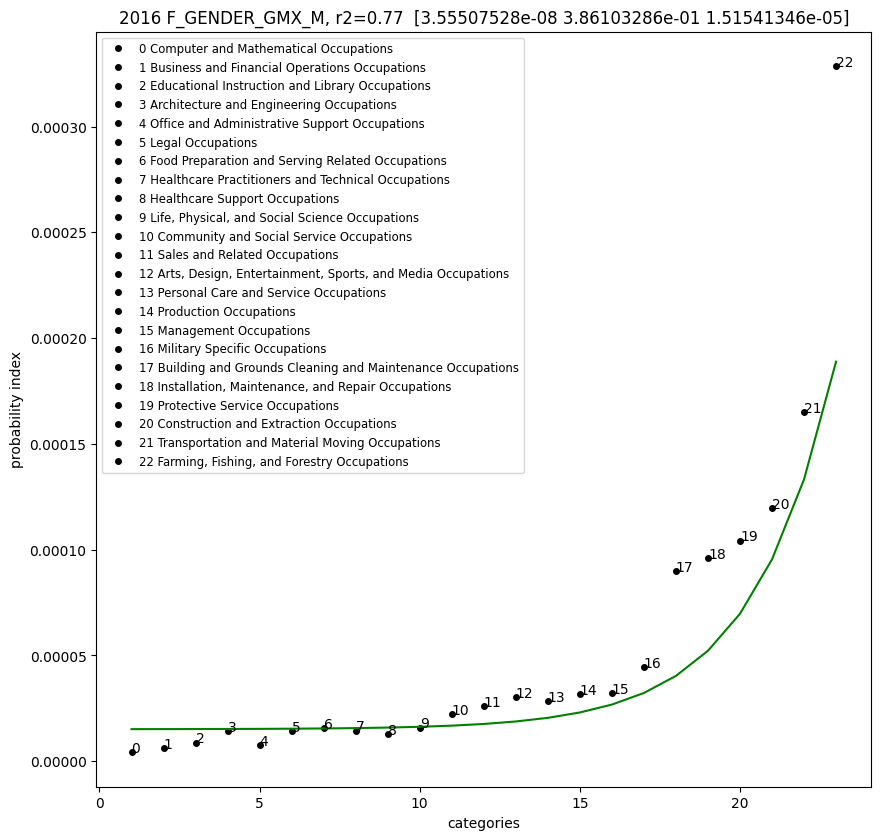 2016 F_GENDER_GMX_M, r2=0.77  [3.55507528e-08 3.86103286e-01 1.51541346e-05]
0 Computer and Mathematical Occupations
1 Business and Financial Operations Occupations
2 Educational Instruction and Library Occupations
3 Architecture and Engineering Occupations
4 Office and Administrative Support Occupations
5 Legal Occupations
6 Food Preparation and Serving Related Occupations
7 Healthcare Practitioners and Technical Occupations
8 Healthcare Support Occupations
9 Life, Physical, and Social Science Occupations
10 Community and Social Service Occupations
11 Sales and Related Occupations
12 Arts, Design, Entertainment, Sports, and Media Occupations
13 Personal Care and Service Occupations
14 Production Occupations
15 Management Occupations
16 Military Specific Occupations
17 Building and Grounds Cleaning and Maintenance Occupations
18 Installation, Maintenance, and Repair Occupations
19 Protective Service Occupations
20 Construction and Extraction Occupations
21 Transportation and Material Moving Occupations
22 Farming, Fishing, and Forestry Occupations
probability index
0.00030
0.00025
0.00020
0.00015
0.00010
0.00005
0.00000
0
1
2
3
4
5
6
7
8
9
10
11
12
13
14
15
16
17
18
19
20
21
22
0
5
10
15
20
categories